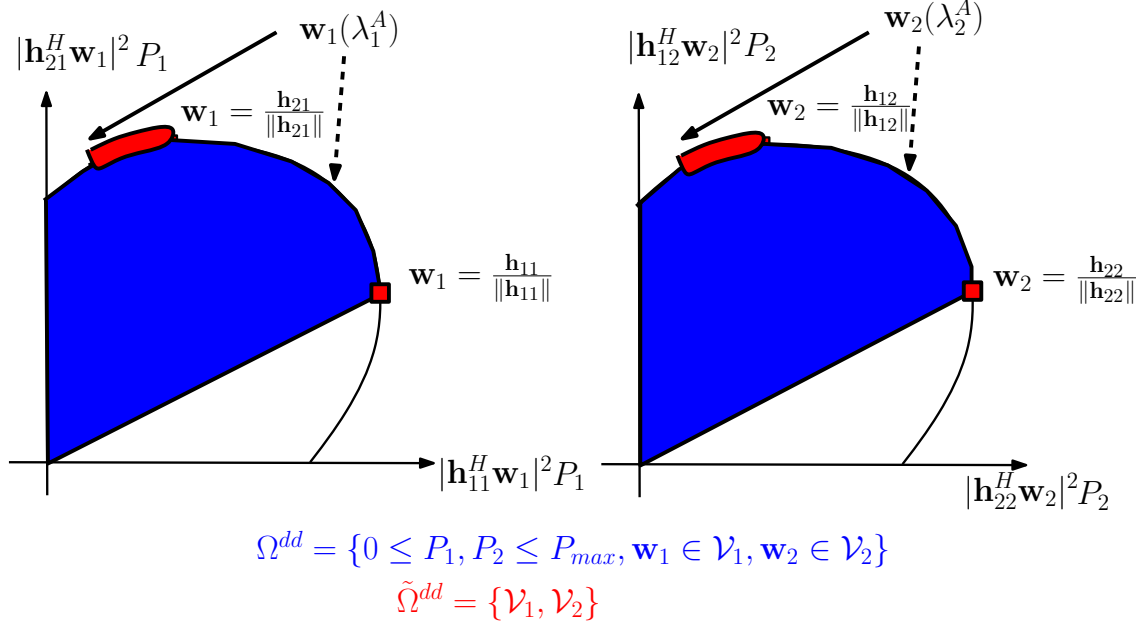 |h_{21}^H w_1|^2 P_1
w_1(λ_1^A)
w_1 = h_{21}/‖h_{21}‖
w_1 = h_{11}/‖h_{11}‖
|h_{11}^H w_1|^2 P_1
|h_{12}^H w_2|^2 P_2
w_2(λ_2^A)
w_2 = h_{12}/‖h_{12}‖
w_2 = h_{22}/‖h_{22}‖
|h_{22}^H w_2|^2 P_2
Ω^{dd} = {0 ≤ P_1, P_2 ≤ P_{max}, w_1 ∈ 𝒱_1, w_2 ∈ 𝒱_2}
Ω̃^{dd} = {𝒱_1, 𝒱_2}